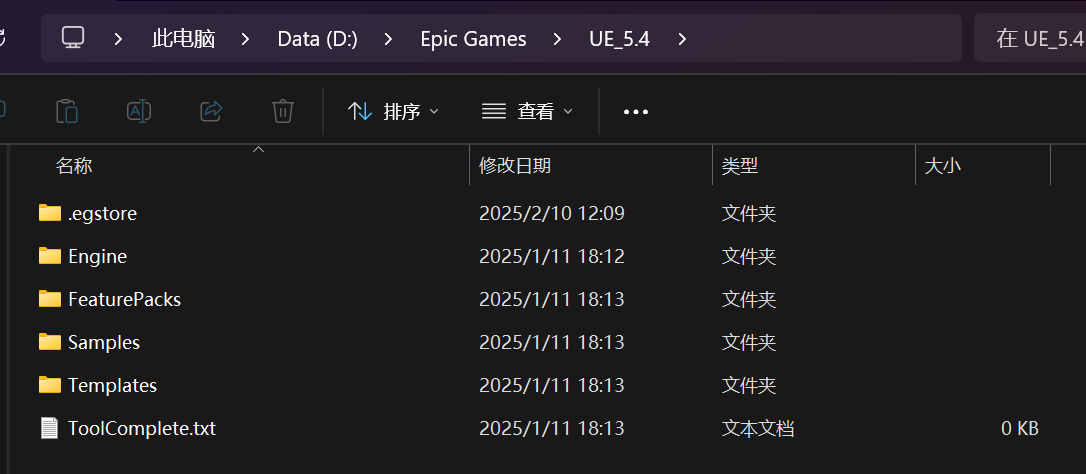 此电脑 Data (D:) Epic Games UE_5.4 在 UE_5.4
排序 查看
名称 修改日期 类型 大小
.egstore 2025/2/10 12:09 文件夹
Engine 2025/1/11 18:12 文件夹
FeaturePacks 2025/1/11 18:13 文件夹
Samples 2025/1/11 18:13 文件夹
Templates 2025/1/11 18:13 文件夹
ToolComplete.txt 2025/1/11 18:13 文本文档 0 KB